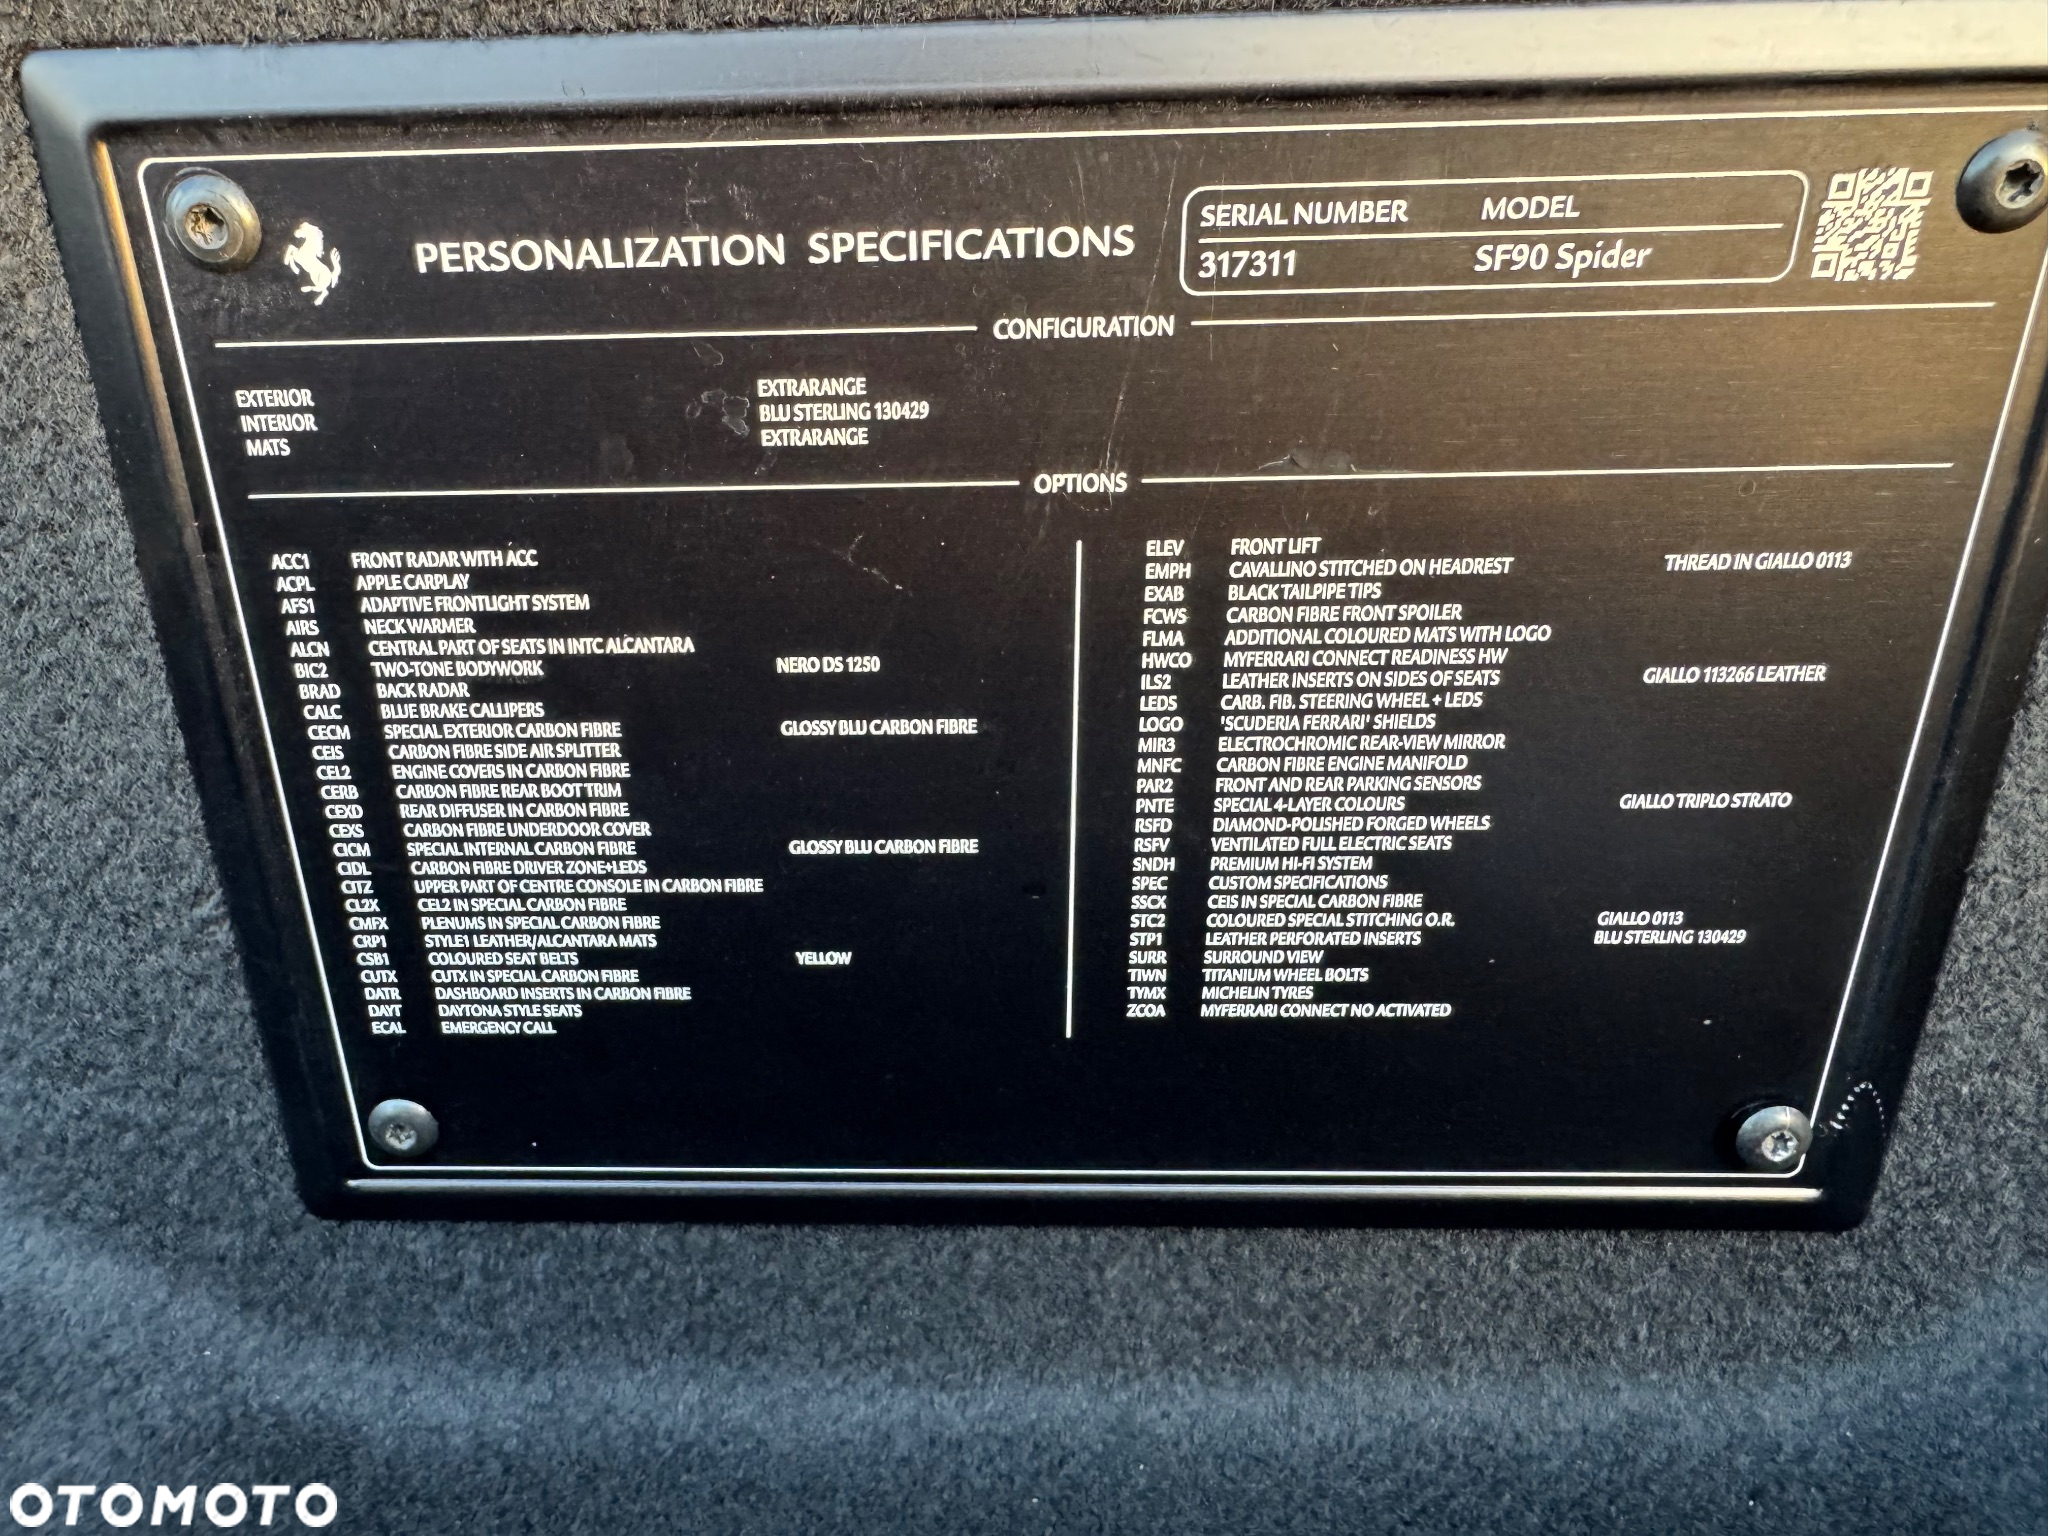 PERSONALIZATION SPECIFICATIONS
SERIAL NUMBER MODEL
317311 SF90 Spider
CONFIGURATION
EXTERIOR EXTRARANGE
INTERIOR BLU STERLING 130429
MATS EXTRARANGE
OPTIONS
ACC1 FRONT RADAR WITH ACC
ACPL APPLE CARPLAY
AFS1 ADAPTIVE FRONTLIGHT SYSTEM
AIRS NECK WARMER
ALCN CENTRAL PART OF SEATS IN INTC ALCANTARA
BIC2 TWO-TONE BODYWORK NERO DS 1250
BRAD BACK RADAR
CALC BLUE BRAKE CALLIPERS
CECM SPECIAL EXTERIOR CARBON FIBRE GLOSSY BLU CARBON FIBRE
CEIS CARBON FIBRE SIDE AIR SPLITTER
CEL2 ENGINE COVERS IN CARBON FIBRE
CERB CARBON FIBRE REAR BOOT TRIM
CEXD REAR DIFFUSER IN CARBON FIBRE
CEXS CARBON FIBRE UNDERDOOR COVER
CICM SPECIAL INTERNAL CARBON FIBRE GLOSSY BLU CARBON FIBRE
CIDL CARBON FIBRE DRIVER ZONE+LEDS
CITZ UPPER PART OF CENTRE CONSOLE IN CARBON FIBRE
CL2X CEL2 IN SPECIAL CARBON FIBRE
CMFX PLENUMS IN SPECIAL CARBON FIBRE
CRP1 STYLE1 LEATHER/ALCANTARA MATS
CSB1 COLOURED SEAT BELTS YELLOW
CUTX CUTX IN SPECIAL CARBON FIBRE
DATR DASHBOARD INSERTS IN CARBON FIBRE
DAYT DAYTONA STYLE SEATS
ECAL EMERGENCY CALL
ELEV FRONT LIFT
EMPH CAVALLINO STITCHED ON HEADREST THREAD IN GIALLO 0113
EXAB BLACK TAILPIPE TIPS
FCWS CARBON FIBRE FRONT SPOILER
FLMA ADDITIONAL COLOURED MATS WITH LOGO
HWCO MYFERRARI CONNECT READINESS HW
ILS2 LEATHER INSERTS ON SIDES OF SEATS GIALLO 113266 LEATHER
LEDS CARB. FIB. STEERING WHEEL + LEDS
LOGO 'SCUDERIA FERRARI' SHIELDS
MIR3 ELECTROCHROMIC REAR-VIEW MIRROR
MNFC CARBON FIBRE ENGINE MANIFOLD
PAR2 FRONT AND REAR PARKING SENSORS
PNTE SPECIAL 4-LAYER COLOURS GIALLO TRIPLO STRATO
RSFD DIAMOND-POLISHED FORGED WHEELS
RSFV VENTILATED FULL ELECTRIC SEATS
SNDH PREMIUM HI-FI SYSTEM
SPEC CUSTOM SPECIFICATIONS
SSCX CEIS IN SPECIAL CARBON FIBRE
STC2 COLOURED SPECIAL STITCHING O.R. GIALLO 0113
STP1 LEATHER PERFORATED INSERTS BLU STERLING 130429
SURR SURROUND VIEW
TIWN TITANIUM WHEEL BOLTS
TYMX MICHELIN TYRES
ZCOA MYFERRARI CONNECT NO ACTIVATED
OTOMOTO